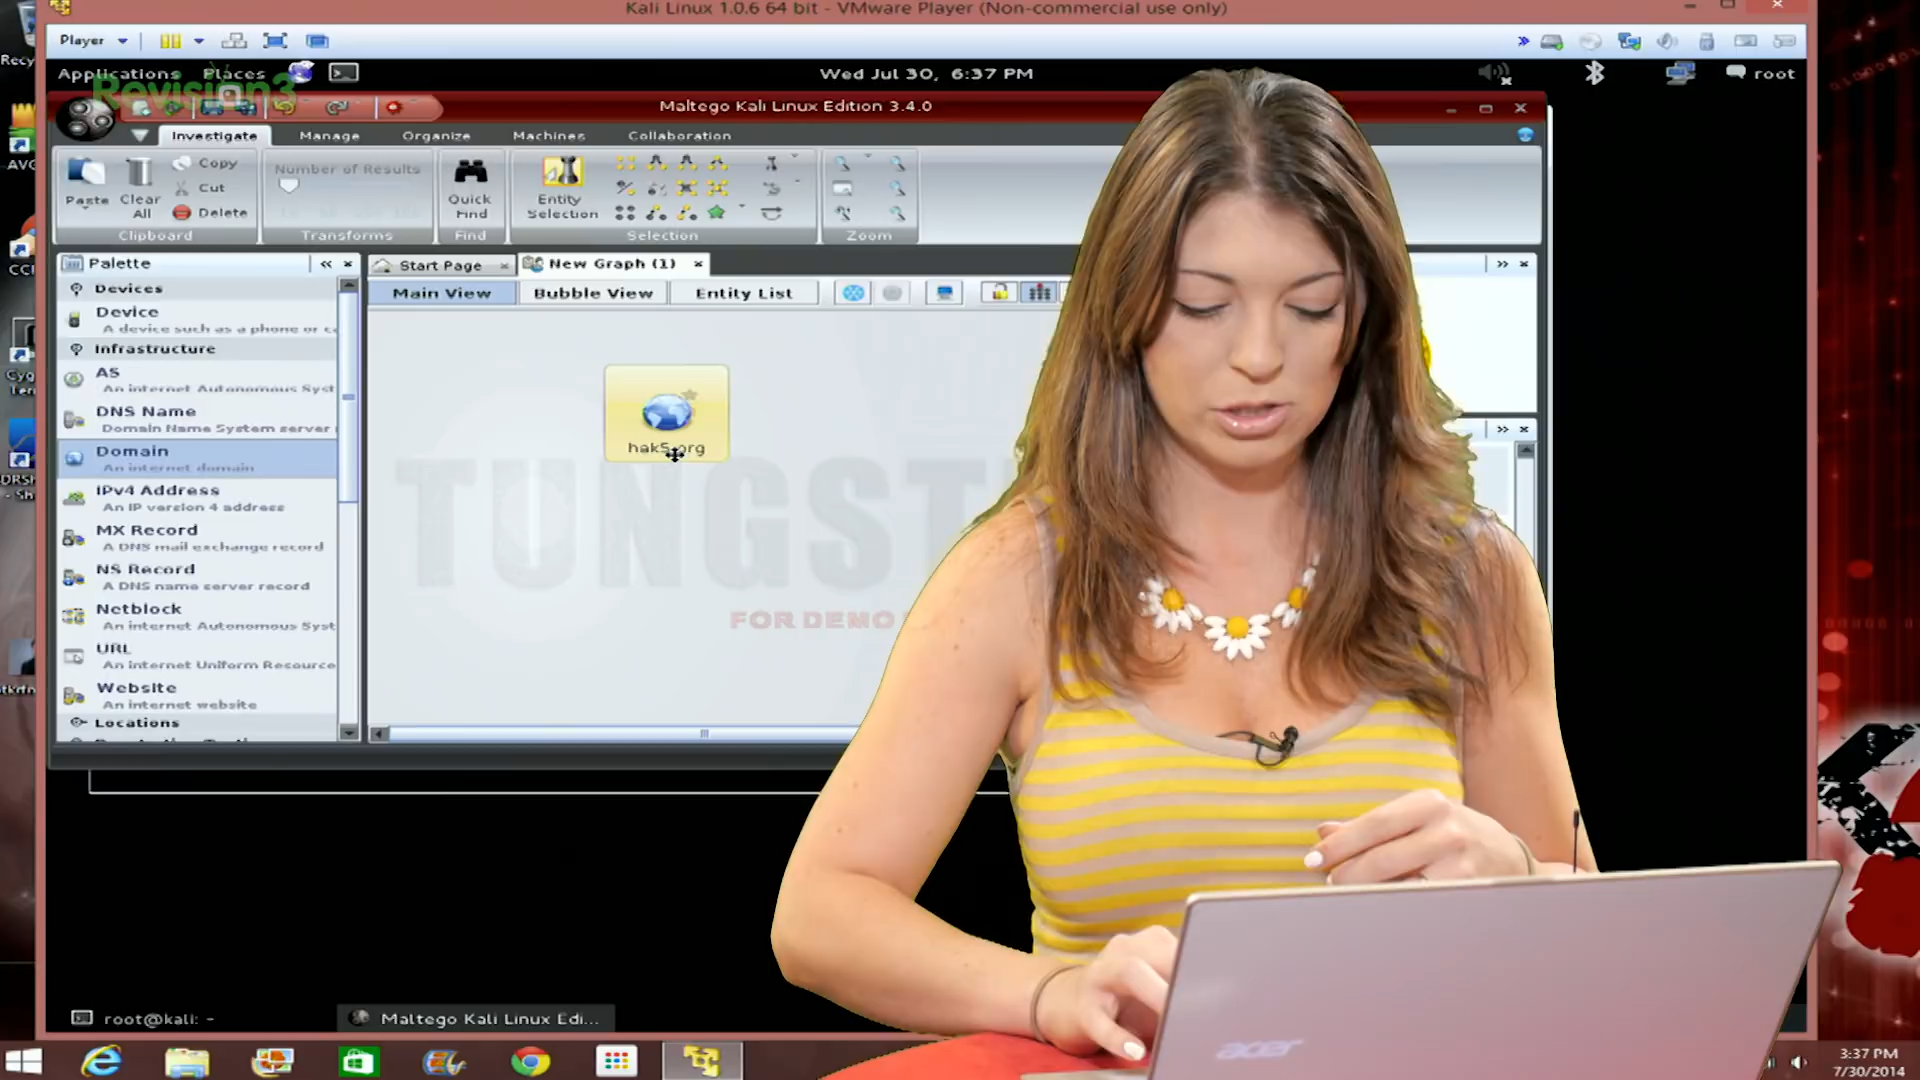 Kali Linux 1.0.6 64 bit - VMware Player (Non-commercial use only)
Player
Applications Places
Wed Jul 30, 6:37 PM
root
Revision3
Maltego Kali Linux Edition 3.4.0
Investigate Manage Organize Machines Collaboration
Paste
Clear All
Copy
Cut
Delete
Clipboard
Number of Results
Transforms
Quick Find
Find
Entity Selection
Selection
Zoom
Palette
Start Page
New Graph (1)
Main View Bubble View Entity List
Devices
Device
A device such as a phone or c
Infrastructure
AS
An internet Autonomous Syst
DNS Name
Domain Name System server
Domain
An internet domain
IPv4 Address
An IP version 4 address
MX Record
A DNS mail exchange record
NS Record
A DNS name server record
Netblock
An internet Autonomous Syst
URL
An internet Uniform Resource
Website
An internet website
Locations
hak5.org
TUNGST
FOR DEMO
root@kali: ~
Maltego Kali Linux Edi...
acer
3:37 PM
7/30/2014
Recy
AVG